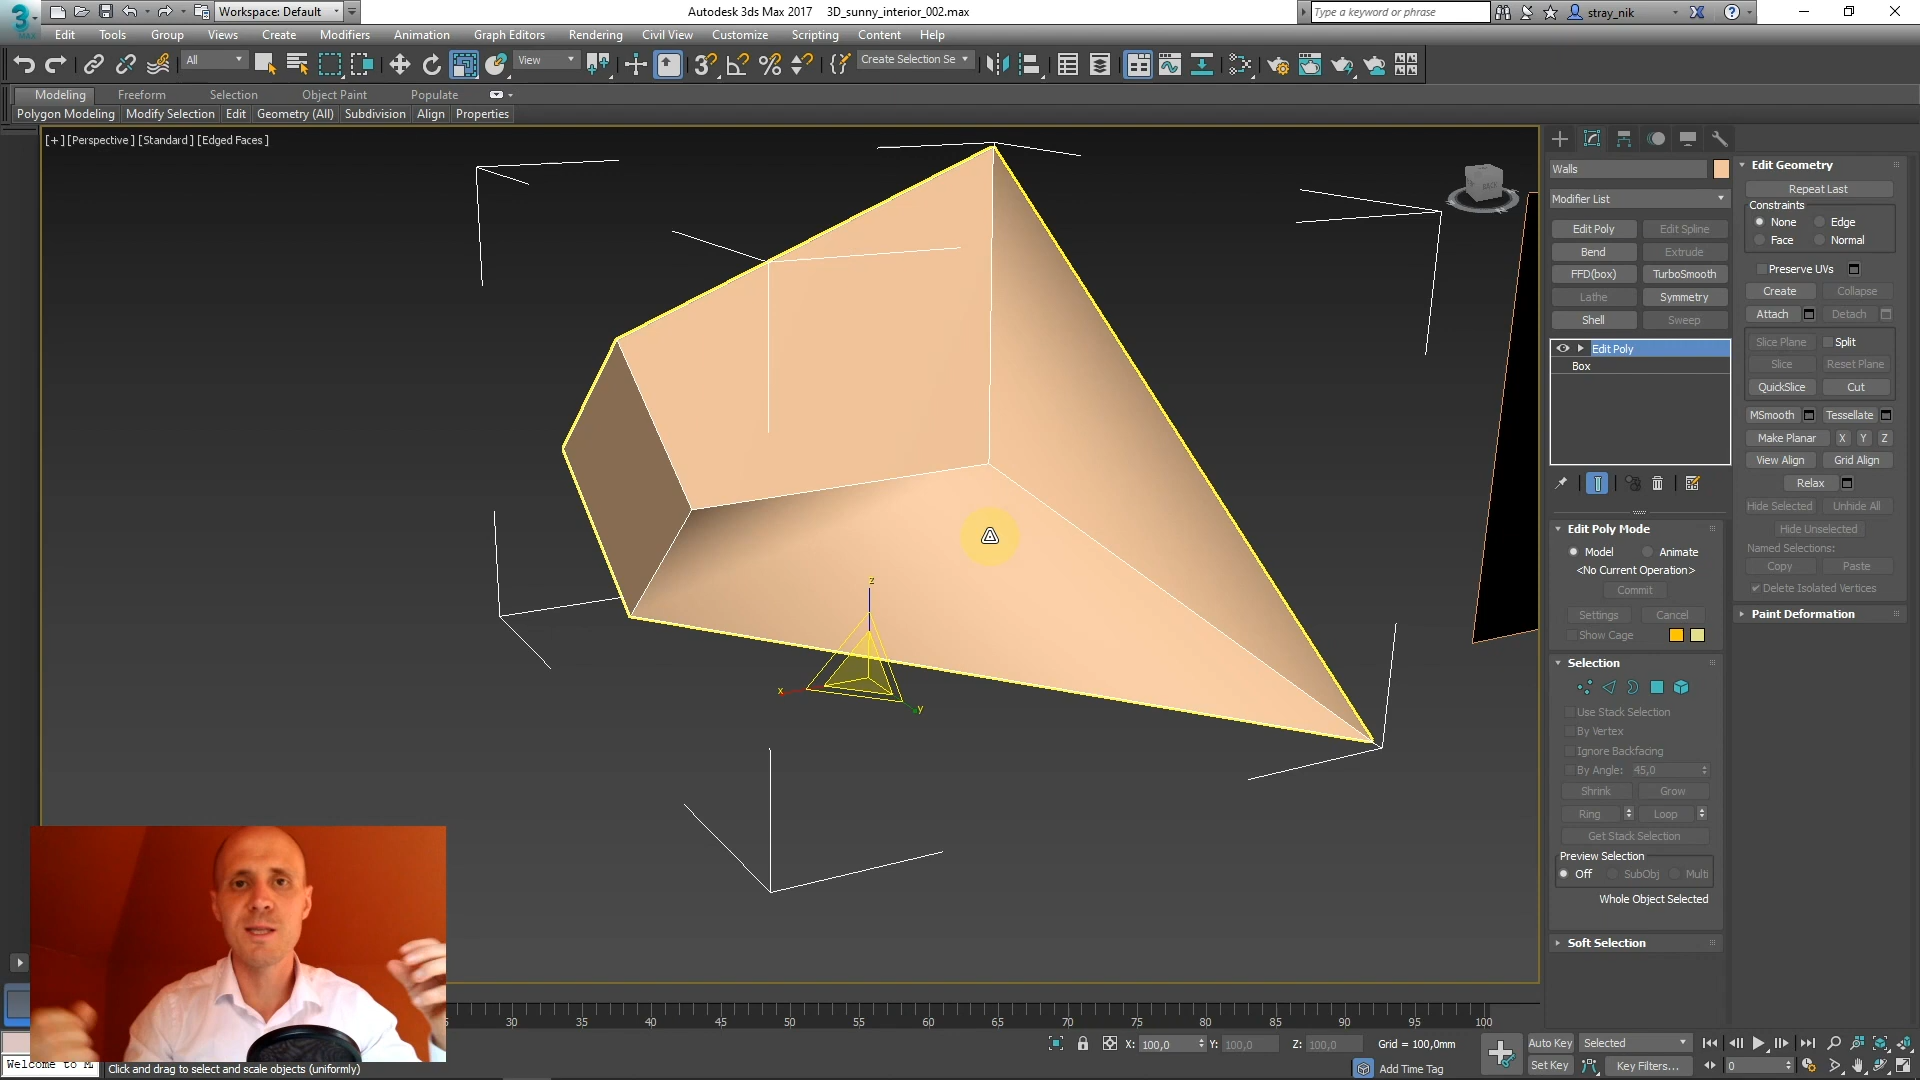 3
MAX
Workspace: Default
Autodesk 3ds Max 2017 3D_sunny_interior_002.max
Type a keyword or phrase
stray_nik
Edit Tools Group Views Create Modifiers Animation Graph Editors Rendering Civil View Customize Scripting Content Help
All
View
Create Selection Se
Modeling Freeform Selection Object Paint Populate
Polygon Modeling Modify Selection Edit Geometry (All) Subdivision Align Properties
[+] [Perspective] [Standard] [Edged Faces]
z
x
y
Walls
Modifier List
Edit Poly Edit Spline
Bend Extrude
FFD(box) TurboSmooth
Lathe Symmetry
Shell Sweep
Edit Poly
Box
Edit Poly Mode
Model Animate
<No Current Operation>
Commit
Settings Cancel
Show Cage
Selection
Use Stack Selection
By Vertex
Ignore Backfacing
By Angle: 45,0
Shrink Grow
Ring Loop
Get Stack Selection
Preview Selection
Off SubObj Multi
Whole Object Selected
Soft Selection
Edit Geometry
Repeat Last
Constraints
None Edge
Face Normal
Preserve UVs
Create Collapse
Attach Detach
Slice Plane Split
Slice Reset Plane
QuickSlice Cut
MSmooth Tessellate
Make Planar X Y Z
View Align Grid Align
Relax
Hide Selected Unhide All
Hide Unselected
Named Selections:
Copy Paste
Delete Isolated Vertices
Paint Deformation
30 35 40 45 50 55 60 65 70 75 80 85 90 95 100
X: 100,0 Y: 100,0 Z: 100,0 Grid = 100,0mm
Auto Key Selected
Welcome to
Click and drag to select and scale objects (uniformly)
Add Time Tag
Set Key Key Filters...
0